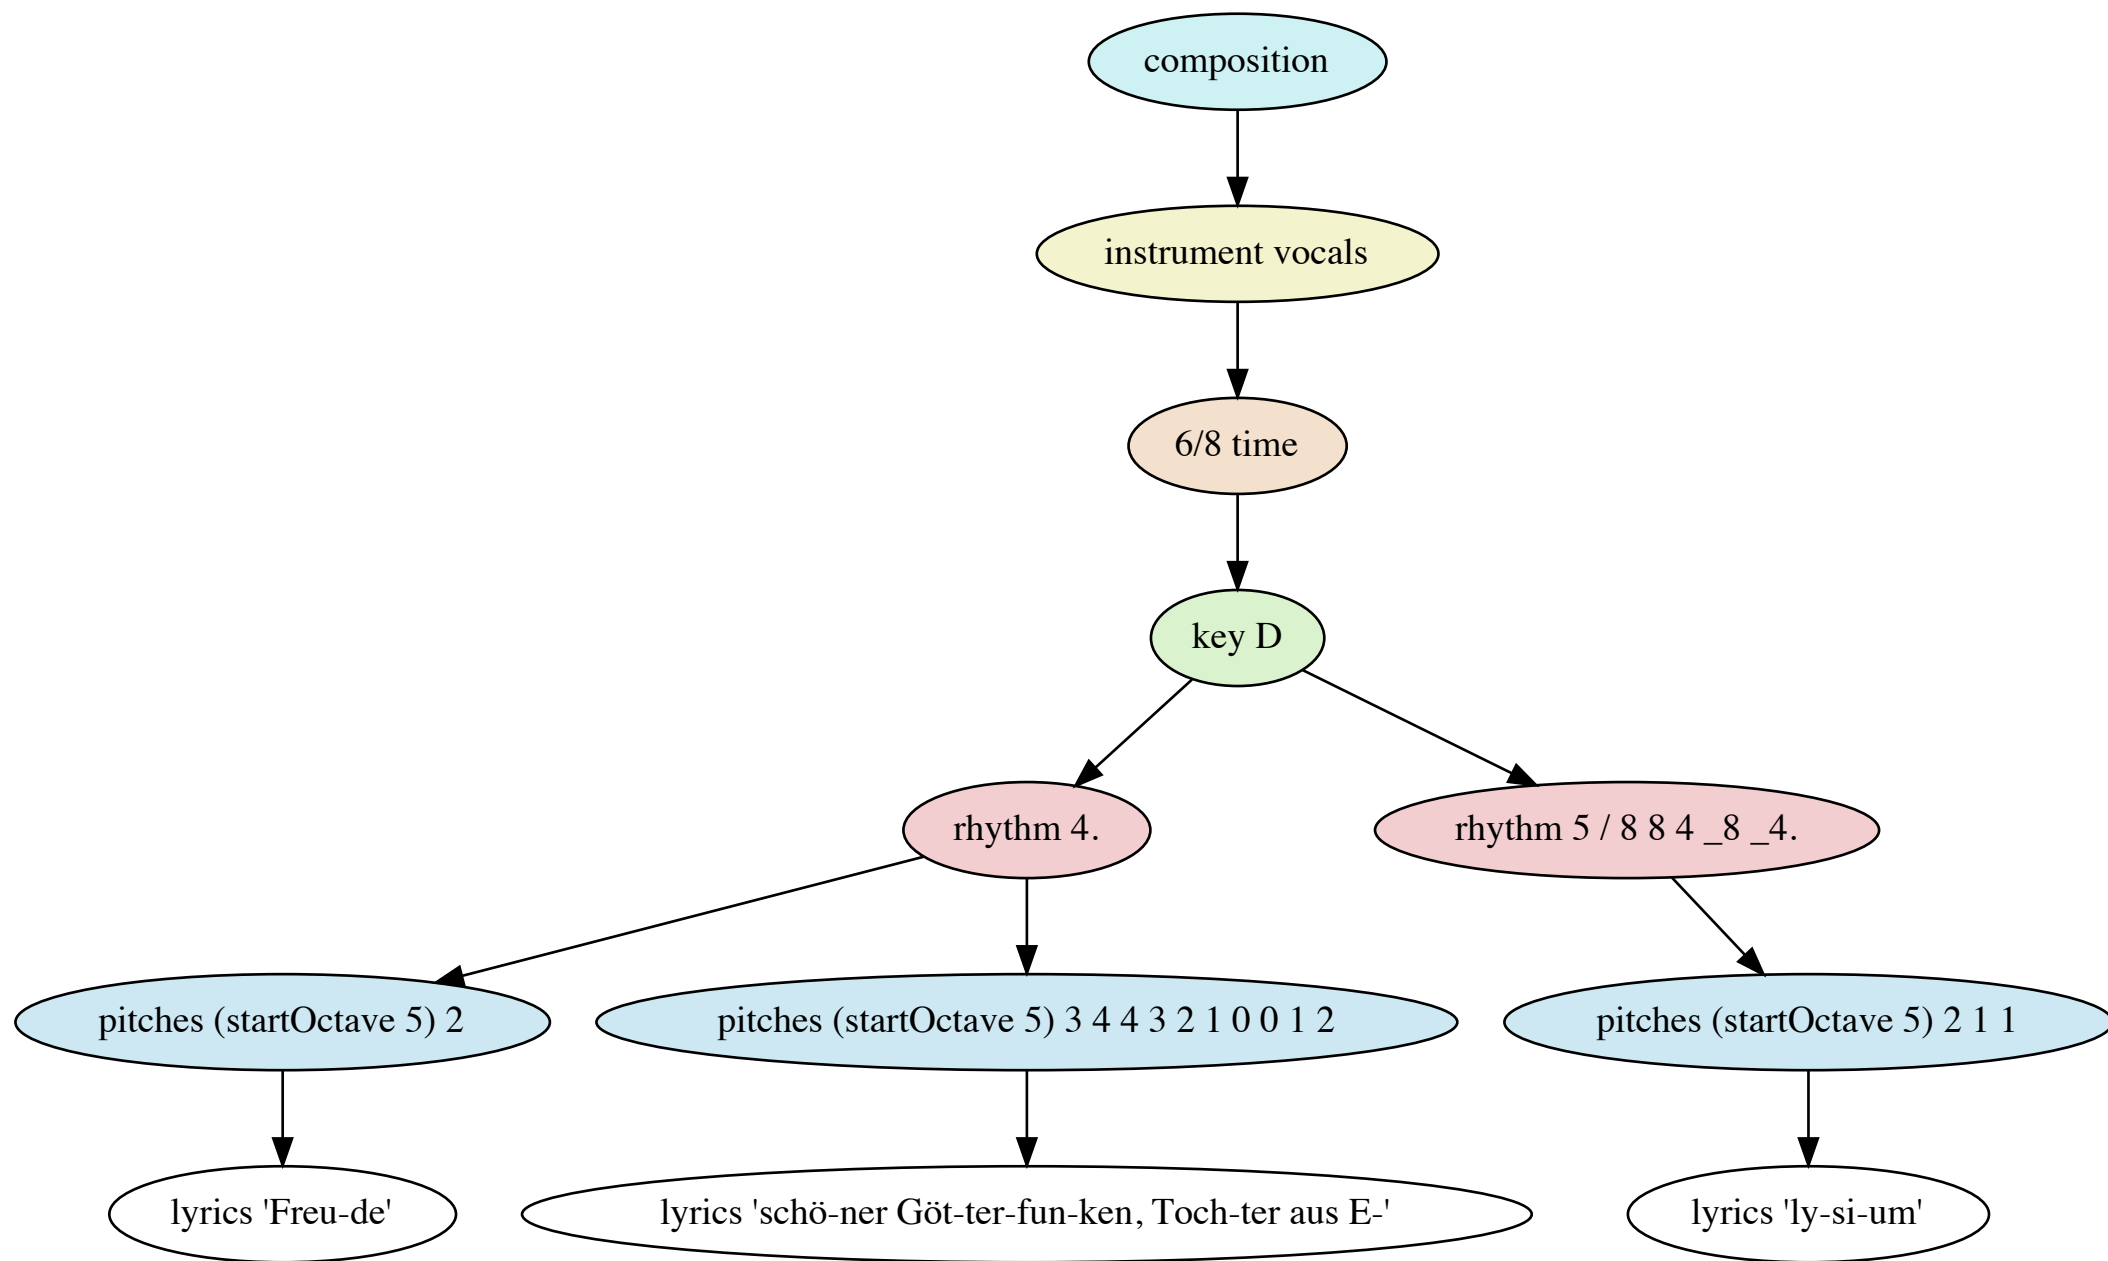 composition
instrument vocals
6/8 time
key D
rhythm 4.
rhythm 5 / 8 8 4 _8 _4.
pitches (startOctave 5) 2
pitches (startOctave 5) 3 4 4 3 2 1 0 0 1 2
pitches (startOctave 5) 2 1 1
lyrics 'Freu-de'
lyrics 'schö-ner Göt-ter-fun-ken, Toch-ter aus E-'
lyrics 'ly-si-um'